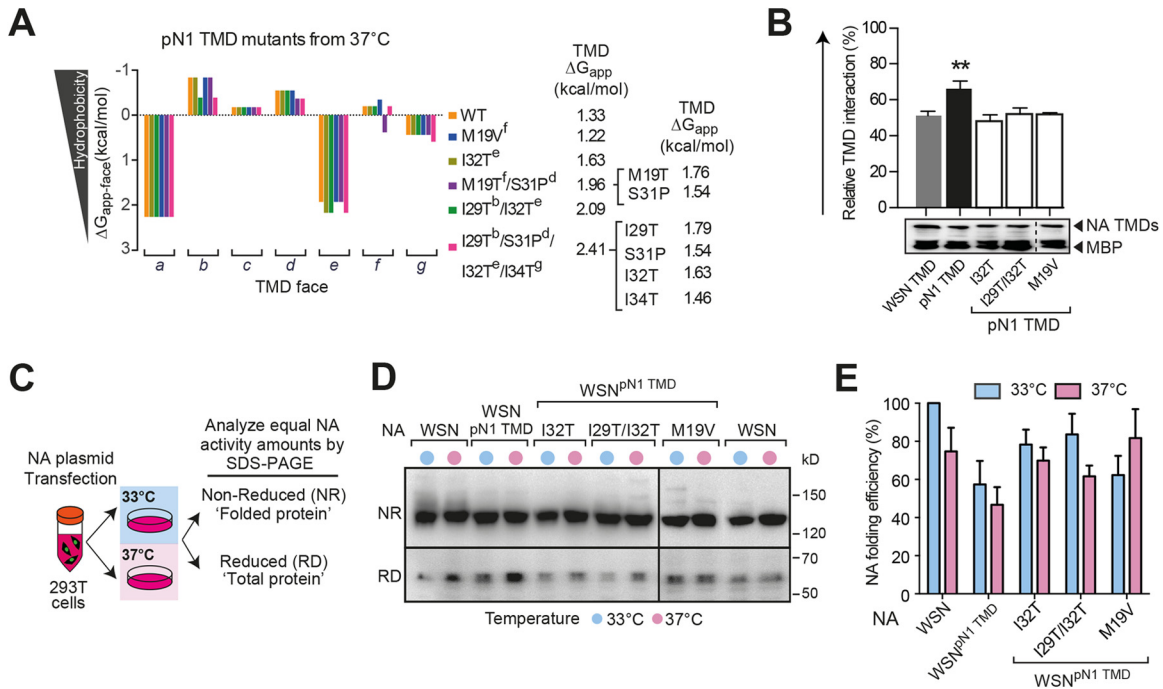 A
pN1 TMD mutants from 37°C
Hydrophobicity
ΔGapp-face(kcal/mol)
-1
0
1
2
3
a b c d e f g
TMD face
TMD
ΔGapp
(kcal/mol)
WT 1.33
M19Vf 1.22
I32Te 1.63
M19Tf/S31Pd 1.96
I29Tb/I32Te 2.09
I29Tb/S31Pd/ 2.41
I32Te/I34Tg
TMD
ΔGapp
(kcal/mol)
M19T 1.76
S31P 1.54
I29T 1.79
S31P 1.54
I32T 1.63
I34T 1.46
B
Relative TMD interaction (%)
100
80
60
40
20
0
**
NA TMDs
MBP
WSN TMD
pN1 TMD
I32T
I29T/I32T
M19V
pN1 TMD
C
NA plasmid
Transfection
293T
cells
33°C
37°C
Analyze equal NA
activity amounts by
SDS-PAGE
Non-Reduced (NR)
‘Folded protein’
Reduced (RD)
‘Total protein’
D
WSNpN1 TMD
NA WSN WSN pN1 TMD I32T I29T/I32T M19V WSN
kD
NR
150
120
RD
70
50
Temperature 33°C 37°C
E
33°C 37°C
NA folding efficiency (%)
100
80
60
40
20
0
NA
WSN
WSNpN1 TMD
I32T
I29T/I32T
M19V
WSNpN1 TMD